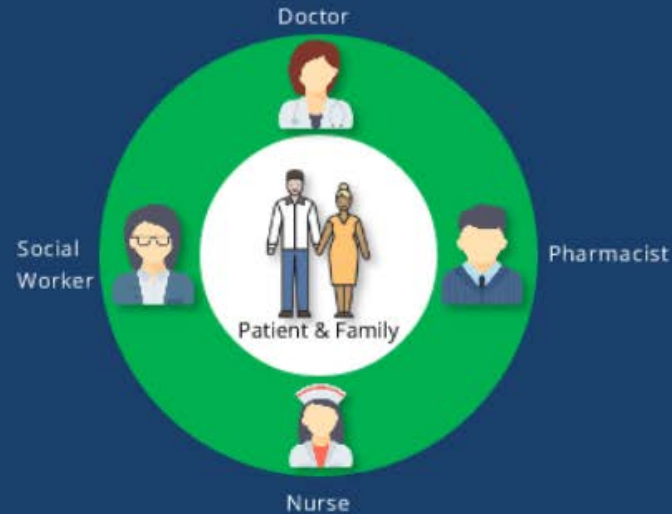 Doctor
Social
Worker
Pharmacist
Patient & Family
Nurse